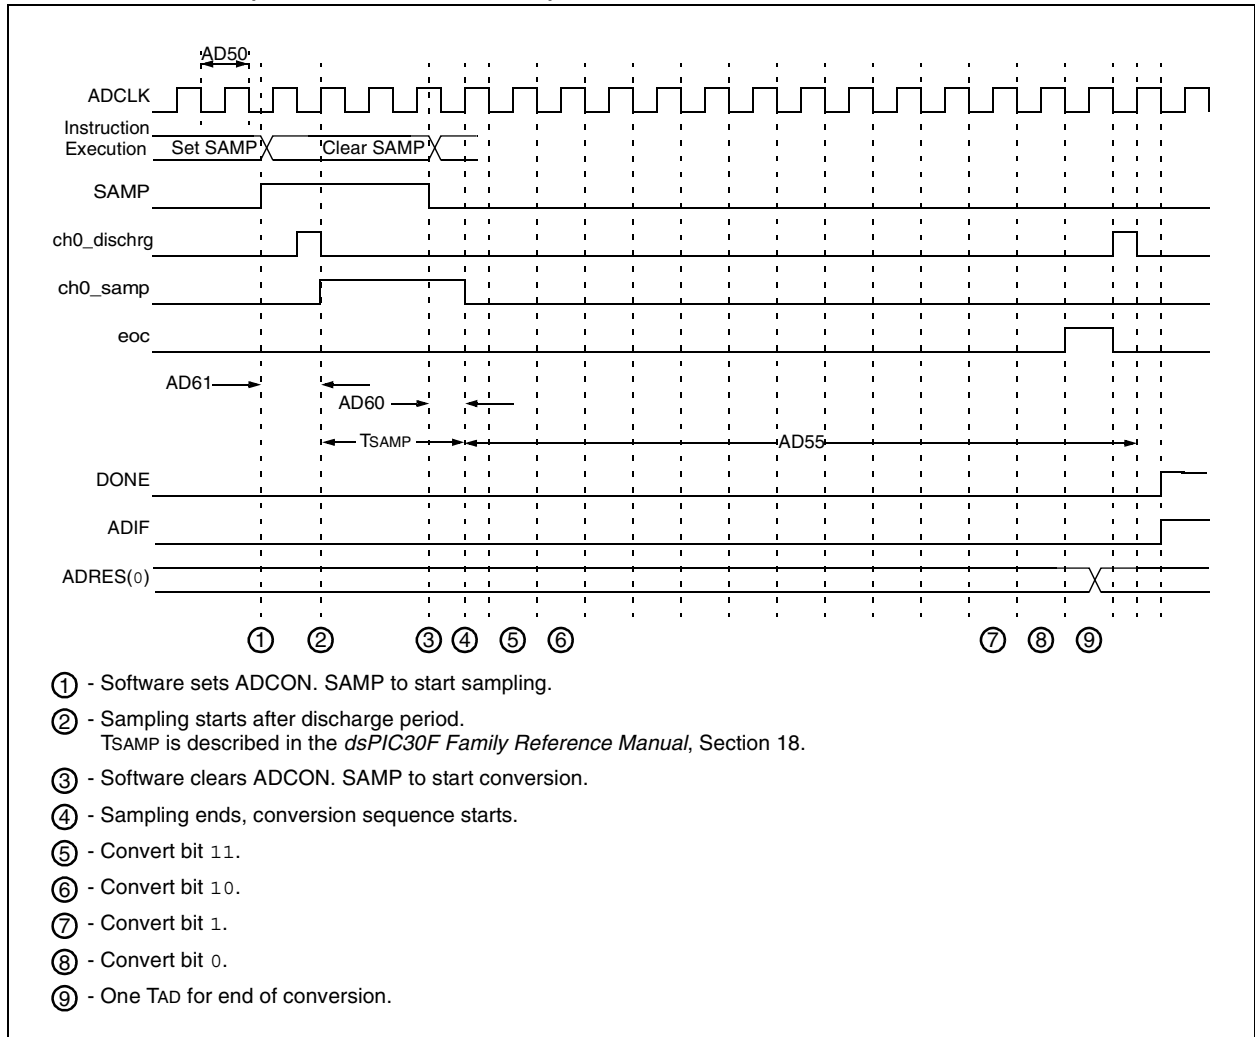 AD50
ADCLK
Instruction
Execution
Set SAMP
Clear SAMP
SAMP
ch0_dischrg
ch0_samp
eoc
AD61
AD60
TSAMP
AD55
DONE
ADIF
ADRES(0)
1 2 3 4 5 6 7 8 9
1 - Software sets ADCON. SAMP to start sampling.
2 - Sampling starts after discharge period.
TSAMP is described in the dsPIC30F Family Reference Manual, Section 18.
3 - Software clears ADCON. SAMP to start conversion.
4 - Sampling ends, conversion sequence starts.
5 - Convert bit 11.
6 - Convert bit 10.
7 - Convert bit 1.
8 - Convert bit 0.
9 - One TAD for end of conversion.